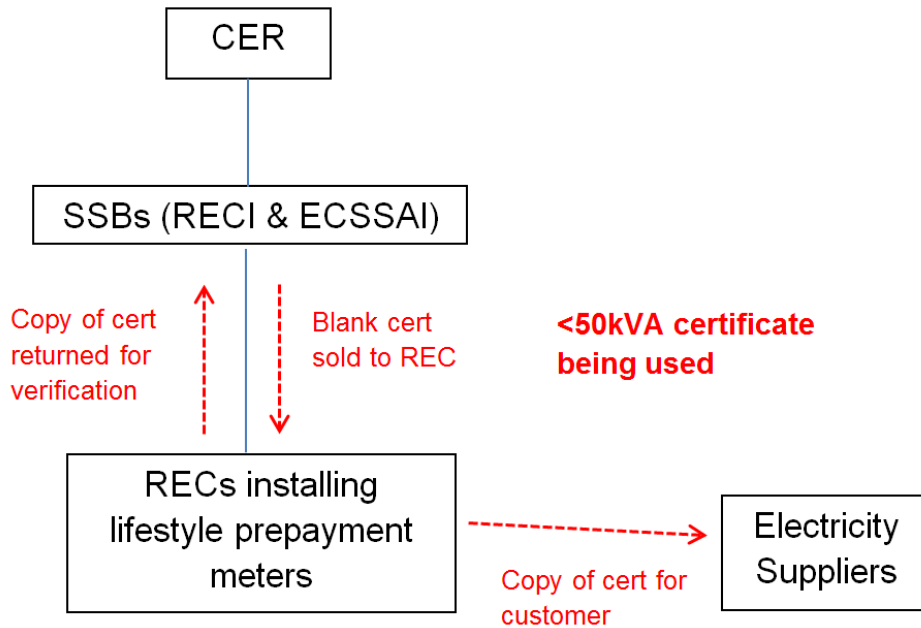 CER
SSBs (RECI & ECSSAI)
Copy of cert
returned for
verification
Blank cert
sold to REC
<50kVA certificate
being used
RECs installing
lifestyle prepayment
meters
Copy of cert for
customer
Electricity
Suppliers